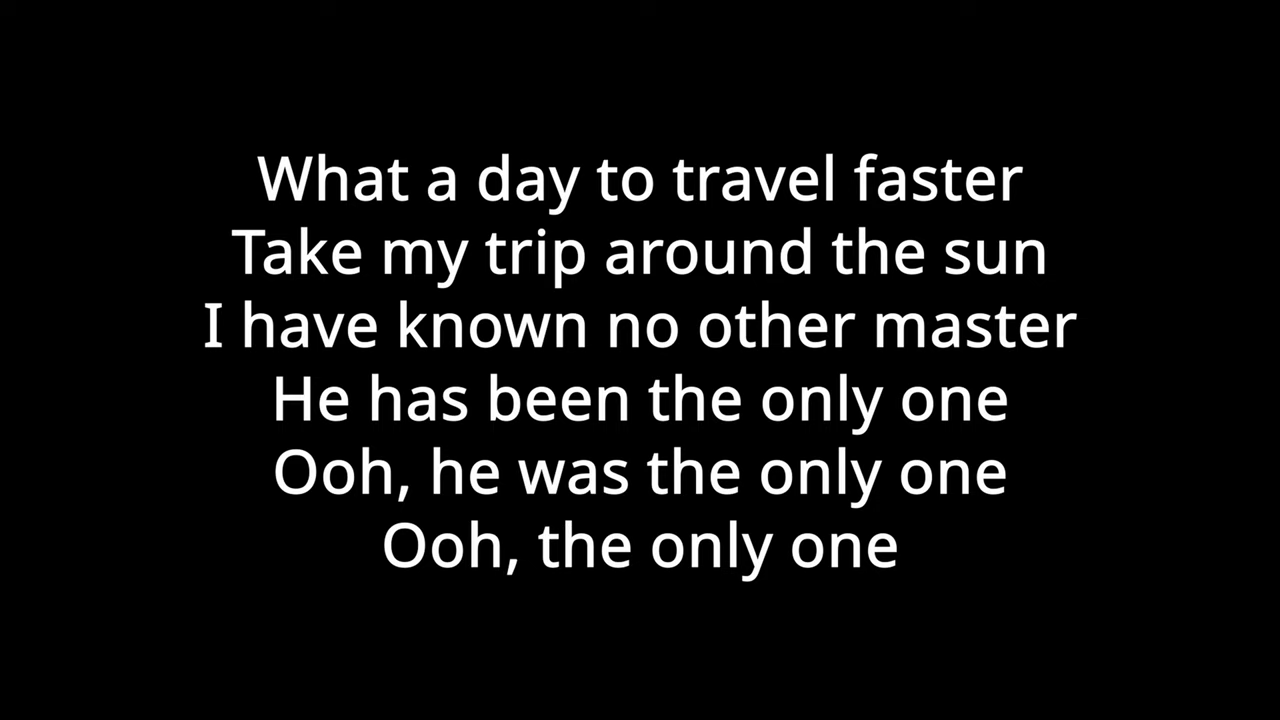 What a day to travel faster
Take my trip around the sun
I have known no other master
He has been the only one
Ooh, he was the only one
Ooh, the only one